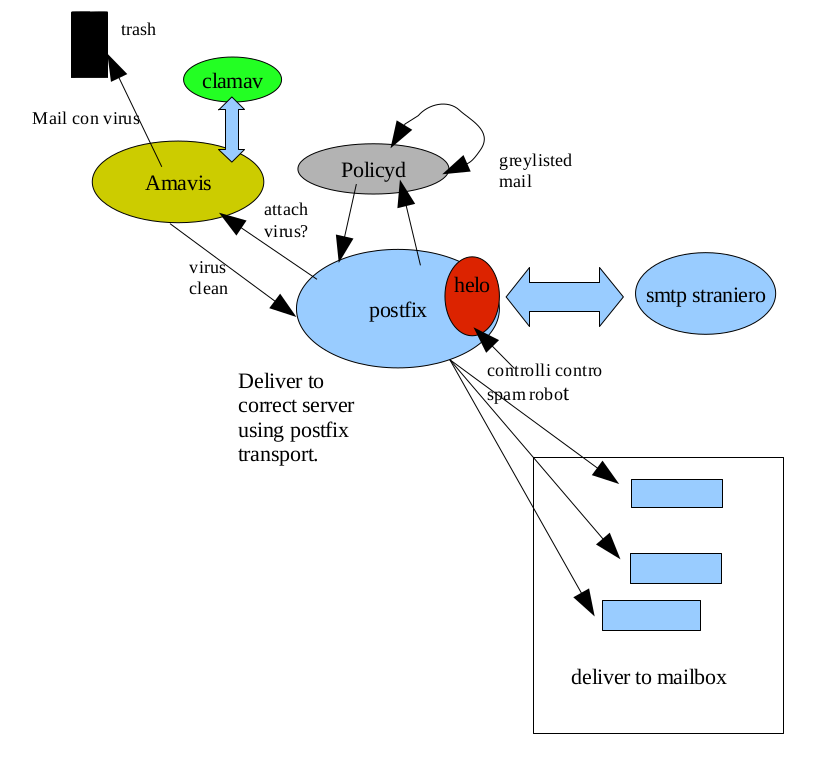 trash
clamav
Mail con virus
Amavis
Policyd
greylisted
mail
attach
virus?
virus
clean
helo
postfix
smtp straniero
controlli contro
spam robot
Deliver to
correct server
using postfix
transport.
deliver to mailbox